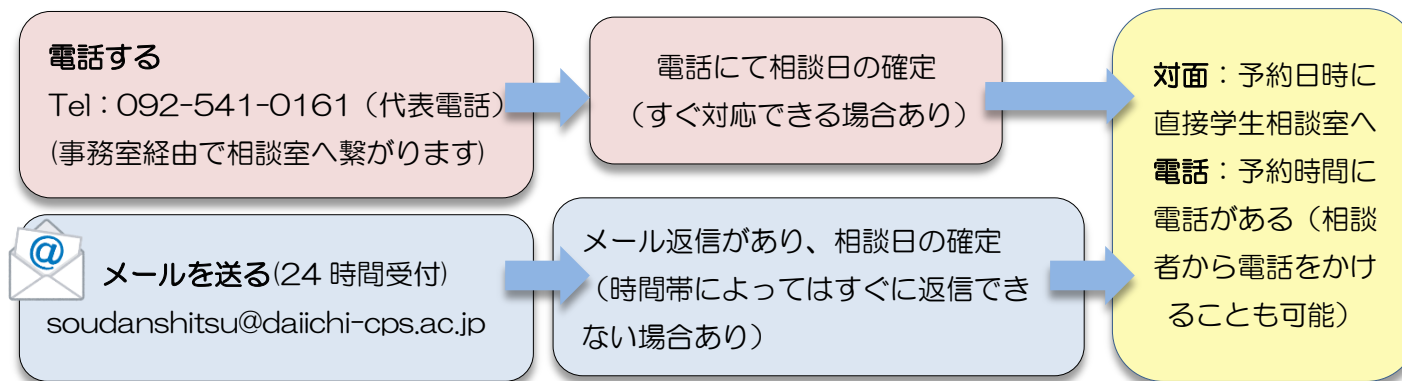 電話する
Tel：092-541-0161（代表電話）
(事務室経由で相談室へ繋がります)
電話にて相談日の確定
（すぐ対応できる場合あり）
@
メールを送る(24 時間受付)
soudanshitsu@daiichi-cps.ac.jp
メール返信があり、相談日の確定
（時間帯によってはすぐに返信でき
ない場合あり）
対面：予約日時に
直接学生相談室へ
電話：予約時間に
電話がある（相談
者から電話をかけ
ることも可能）